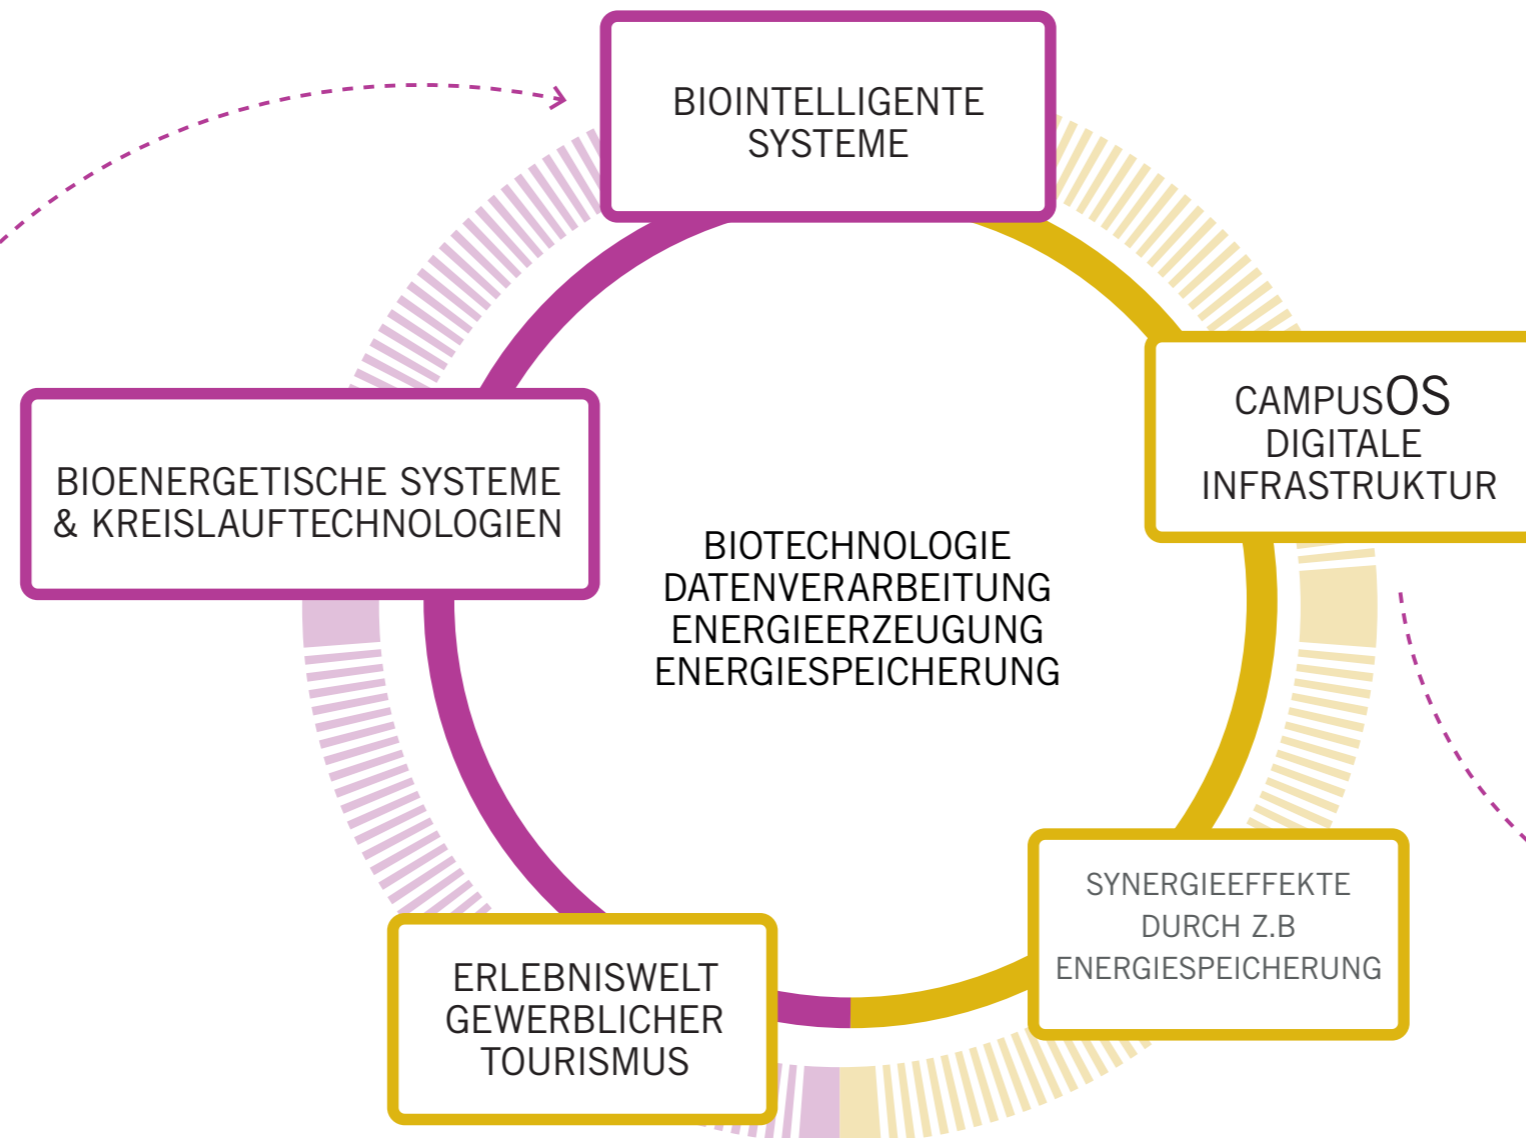 BIOINTELLIGENTE
SYSTEME
CAMPUSOS
DIGITALE
INFRASTRUKTUR
BIOENERGETISCHE SYSTEME
& KREISLAUFTECHNOLOGIEN
BIOTECHNOLOGIE
DATENVERARBEITUNG
ENERGIEERZEUGUNG
ENERGIESPEICHERUNG
SYNERGIEEFFEKTE
DURCH Z.B
ENERGIESPEICHERUNG
ERLEBNISWELT
GEWERBLICHER
TOURISMUS